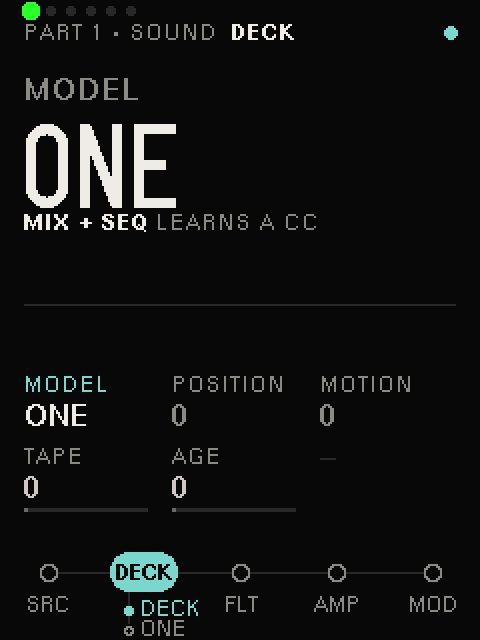 PART 1 · SOUND DECK
MODEL
ONE
MIX + SEQ LEARNS A CC
MODEL POSITION MOTION
ONE 0 0
TAPE AGE —
0 0
DECK
SRC DECK FLT AMP MOD
ONE